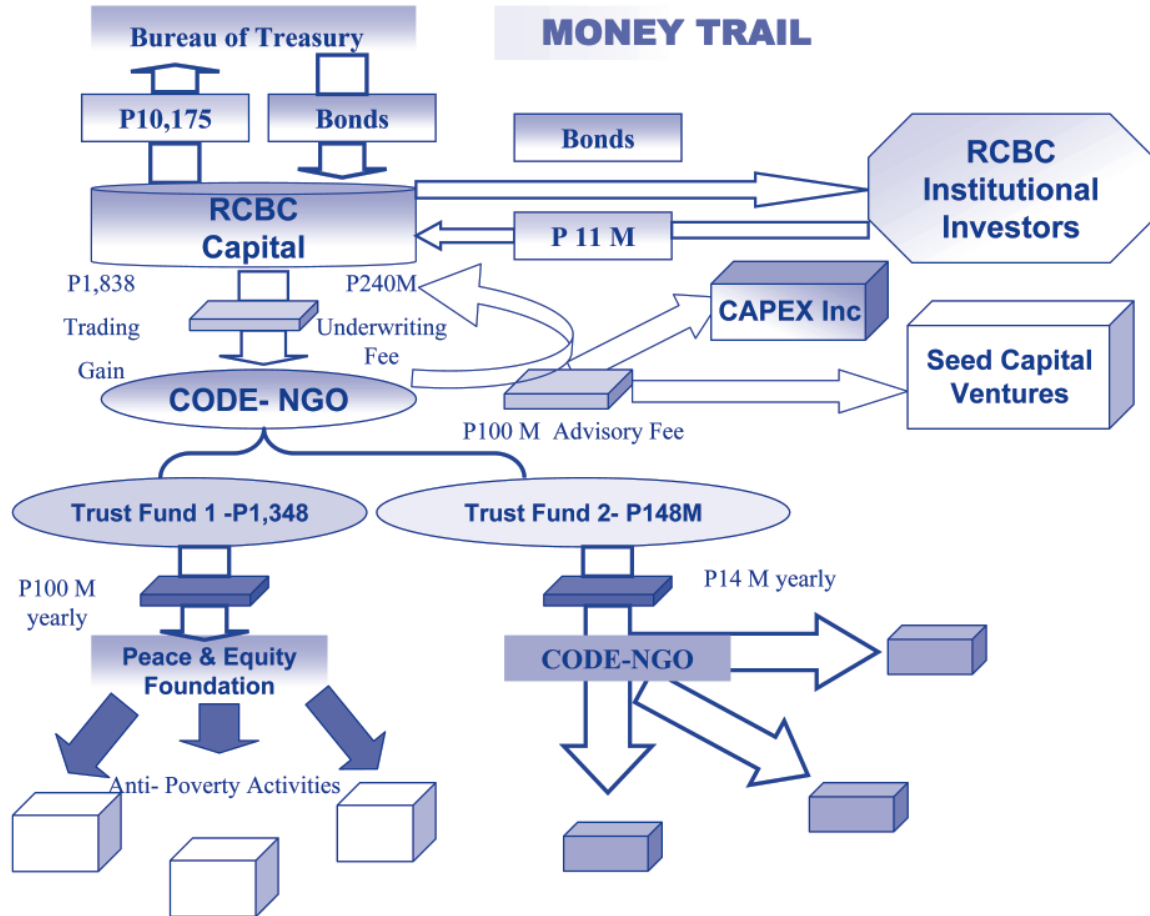 MONEY TRAIL
Bureau of Treasury
P10,175
Bonds
Bonds
RCBC
Institutional
Investors
RCBC
Capital
P 11 M
P1,838
Trading
Gain
P240M
Underwriting
Fee
CAPEX Inc
Seed Capital
Ventures
CODE- NGO
P100 M  Advisory Fee
Trust Fund 1 -P1,348
Trust Fund 2- P148M
P100 M
yearly
P14 M yearly
Peace & Equity
Foundation
CODE-NGO
Anti- Poverty Activities